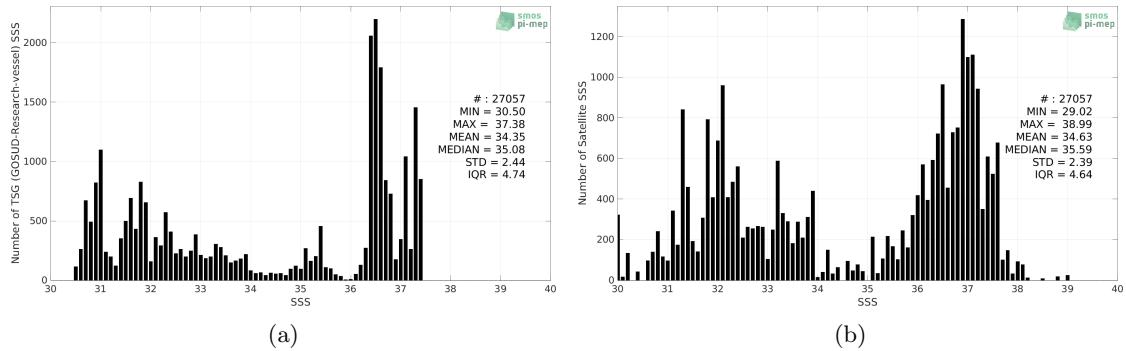 smos
pi-mep
Number of TSG (GOSUD-Research-vessel) SSS
2000
1500
1000
500
0
# : 27057
MIN = 30.50
MAX = 37.38
MEAN = 34.35
MEDIAN = 35.08
STD = 2.44
IQR = 4.74
30 31 32 33 34 35 36 37 38 39 40
SSS
(a)
smos
pi-mep
Number of Satellite SSS
1200
1000
800
600
400
200
0
# : 27057
MIN = 29.02
MAX = 38.99
MEAN = 34.63
MEDIAN = 35.59
STD = 2.39
IQR = 4.64
30 31 32 33 34 35 36 37 38 39 40
SSS
(b)